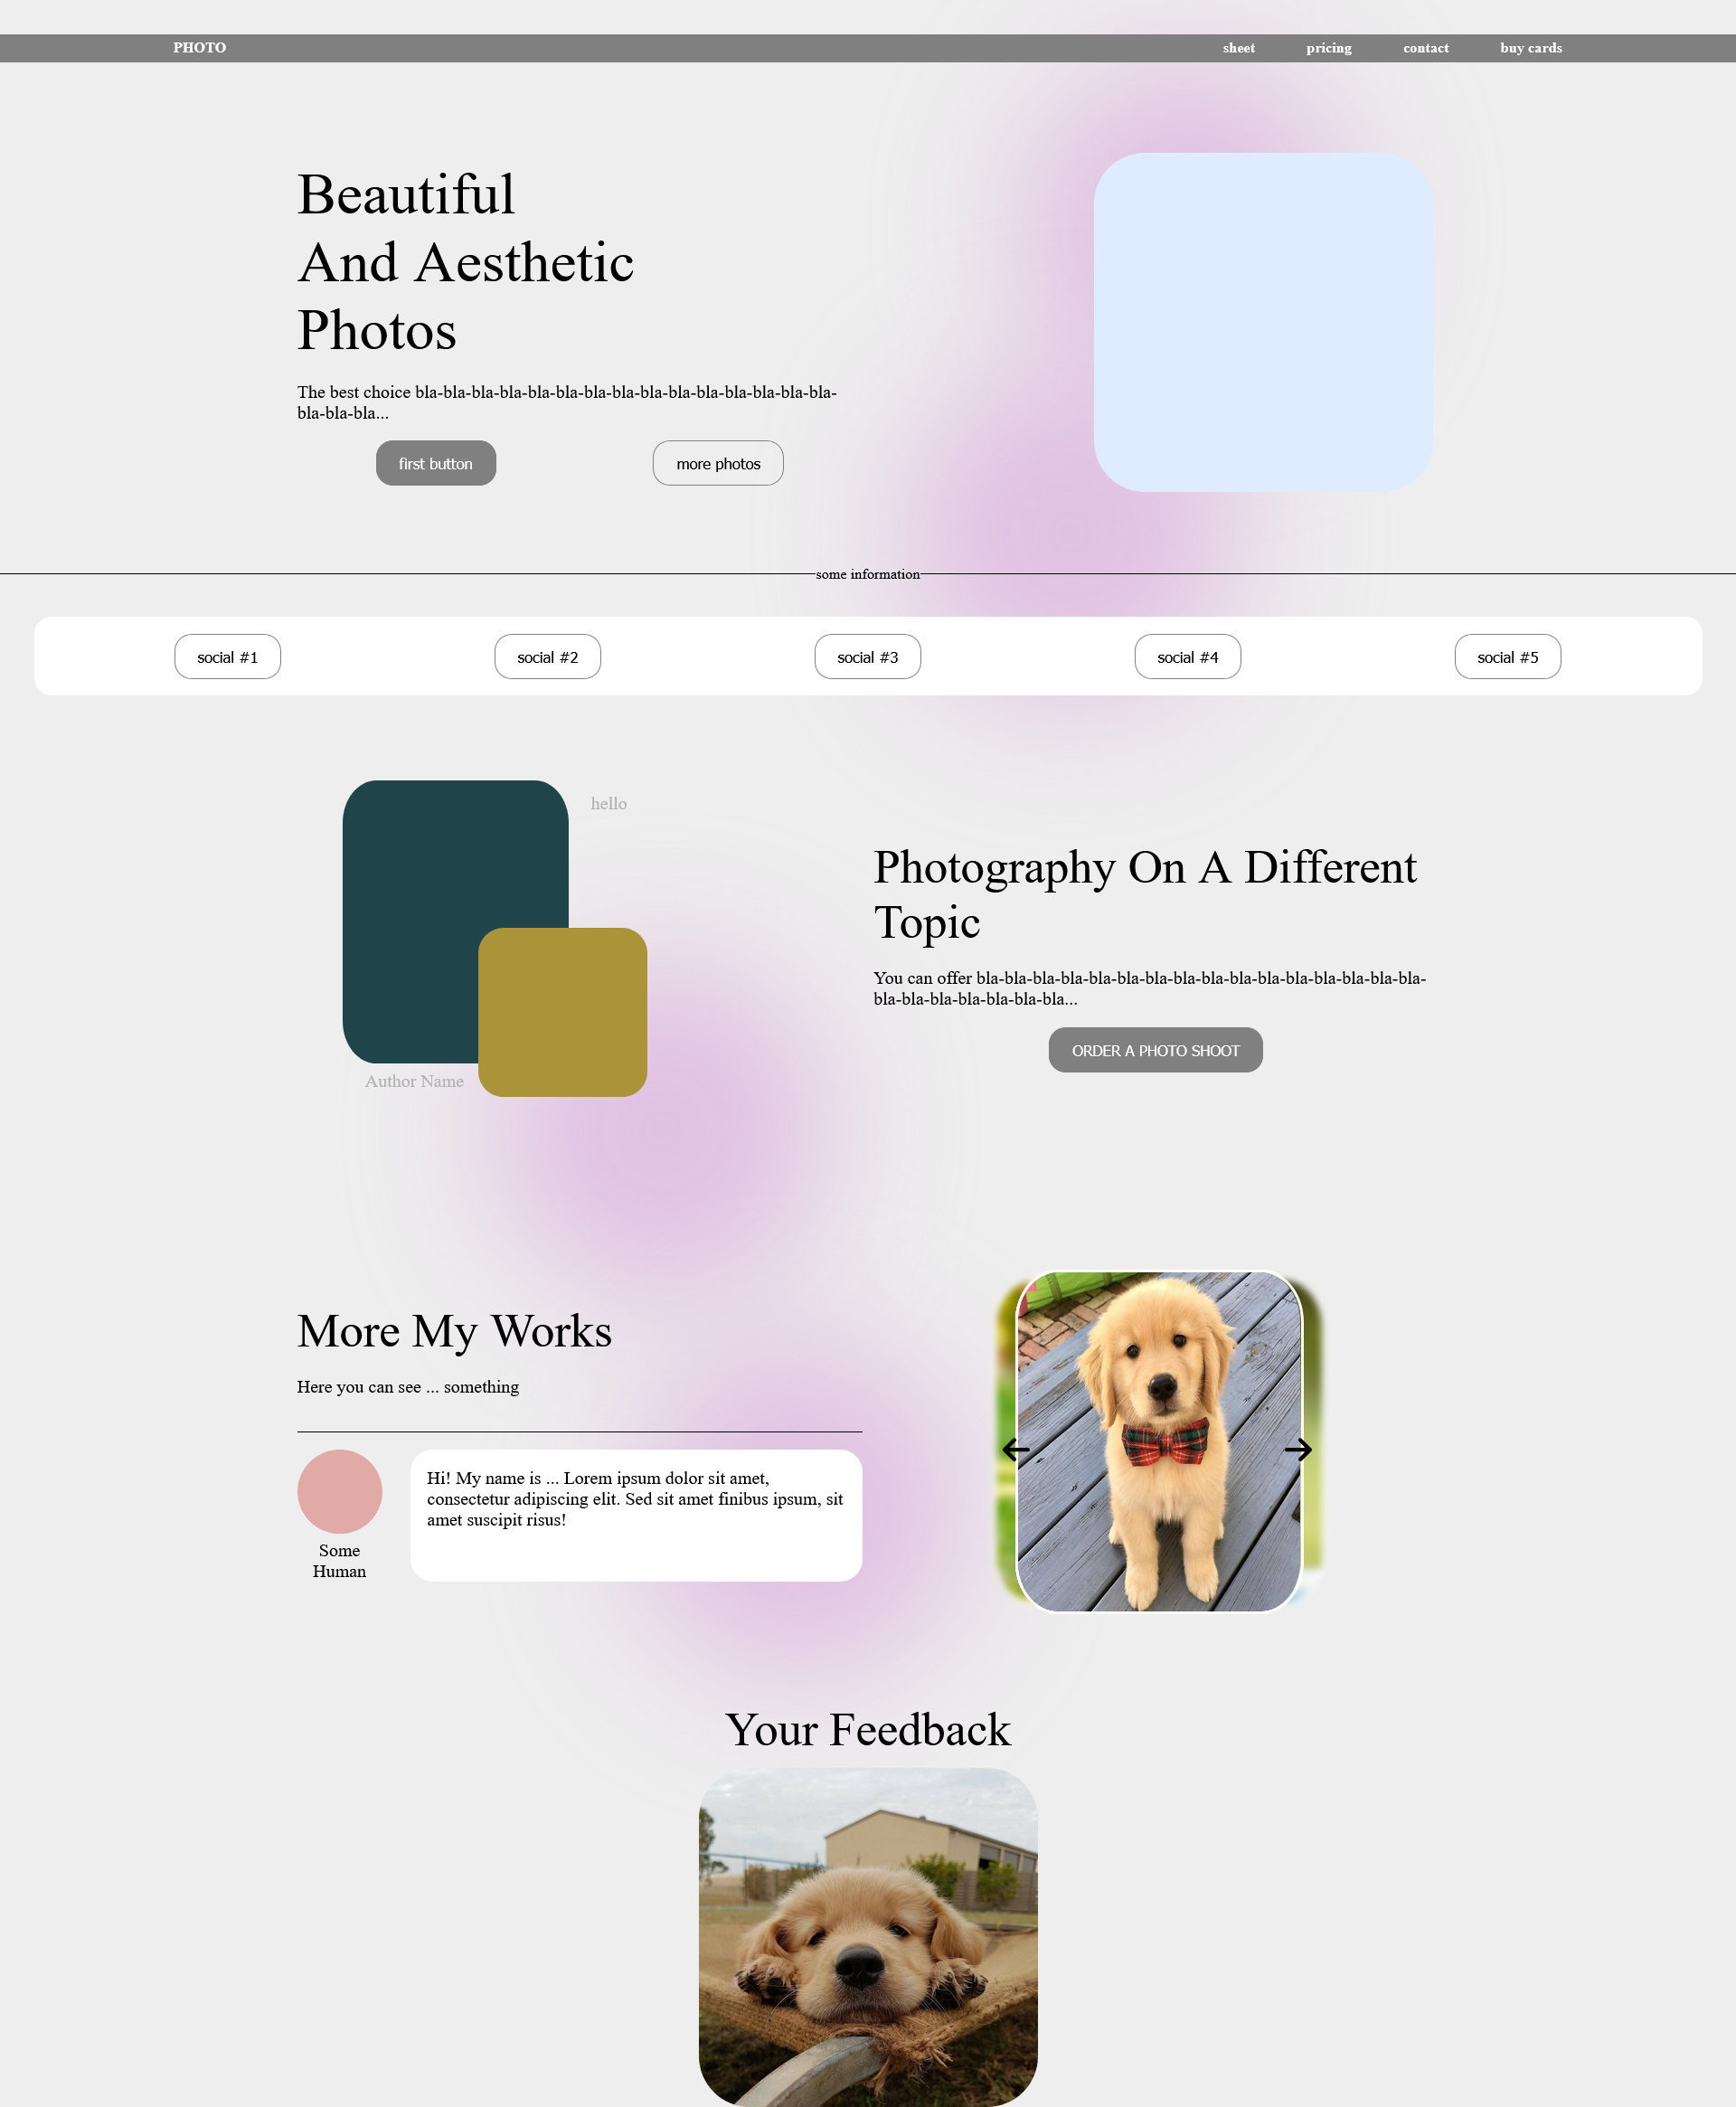 PHOTO
sheet
pricing
contact
buy cards
Beautiful
And Aesthetic
Photos
The best choice bla-bla-bla-bla-bla-bla-bla-bla-bla-bla-bla-bla-bla-bla-bla-
bla-bla-bla...
first button
more photos
some information
social #1
social #2
social #3
social #4
social #5
hello
Author Name
Photography On A Different
Topic
You can offer bla-bla-bla-bla-bla-bla-bla-bla-bla-bla-bla-bla-bla-bla-bla-bla-
bla-bla-bla-bla-bla-bla-bla...
ORDER A PHOTO SHOOT
More My Works
Here you can see ... something
Hi! My name is ... Lorem ipsum dolor sit amet,
consectetur adipiscing elit. Sed sit amet finibus ipsum, sit
amet suscipit risus!
Some
Human
Your Feedback